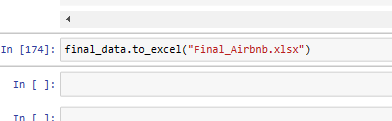 In [174]: final_data.to_excel("Final_Airbnb.xlsx")
In [ ]:
In [ ]: